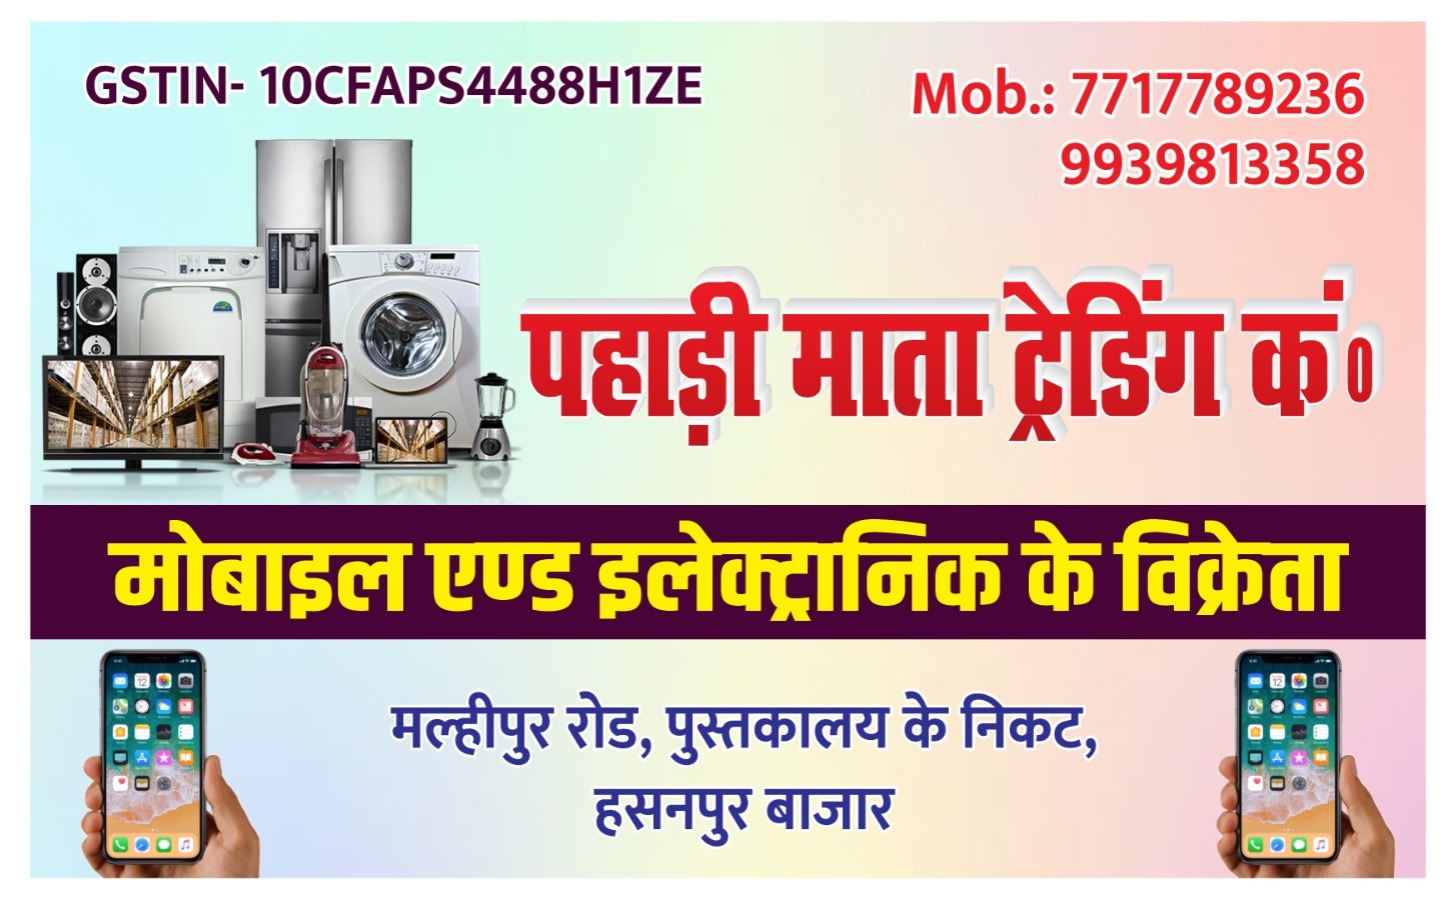 GSTIN- 10CFAPS4488H1ZE
Mob.: 7717789236
9939813358
पहाड़ी माता ट्रेडिंग कं०
मोबाइल एण्ड इलेक्ट्रानिक के विक्रेता
मल्हीपुर रोड, पुस्तकालय के निकट,
हसनपुर बाजार